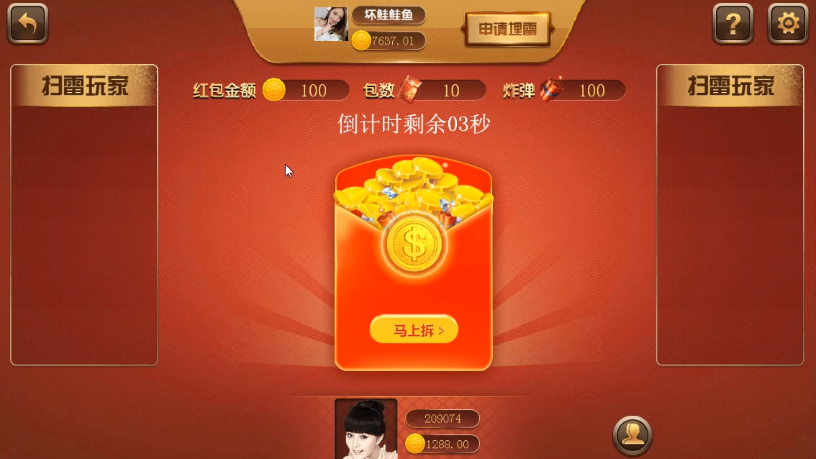 坏鲑鲑鱼
7637.01
申请埋雷
?
扫雷玩家
扫雷玩家
红包金额 100
包数 10
炸弹 100
倒计时剩余03秒
$
马上拆 >
209074
1288.00